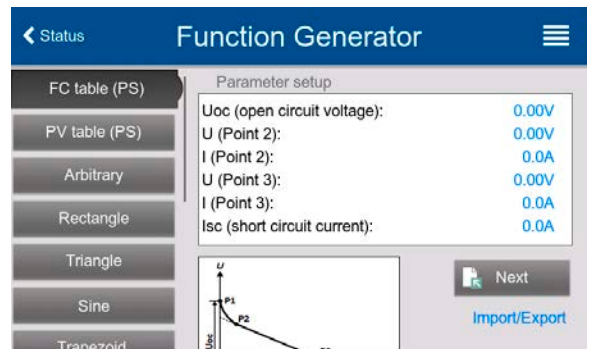 Status
Function Generator
FC table (PS)
PV table (PS)
Arbitrary
Rectangle
Triangle
Sine
Trapezoid
Parameter setup
Uoc (open circuit voltage): 0.00V
U (Point 2): 0.00V
I (Point 2): 0.0A
U (Point 3): 0.00V
I (Point 3): 0.0A
Isc (short circuit current): 0.0A
U
P1
P2
Uoc
Next
Import/Export